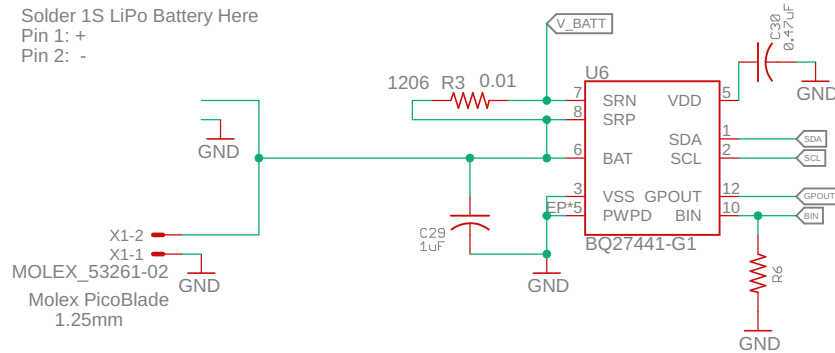 Solder 1S LiPo Battery Here
Pin 1: +
Pin 2: -
V_BATT
C30
0.47uF
GND
1206 R3 0.01
U6
7 SRN VDD 5
8 SRP
SDA 1 SDA
6 BAT SCL 2 SCL
3 VSS GPOUT 12 GPOUT
EP*5 PWPD BIN 10 BIN
BQ27441-G1
GND
X1-2
X1-1
MOLEX_53261-02
GND
Molex PicoBlade
1.25mm
C29
1uF
GND
R6
GND